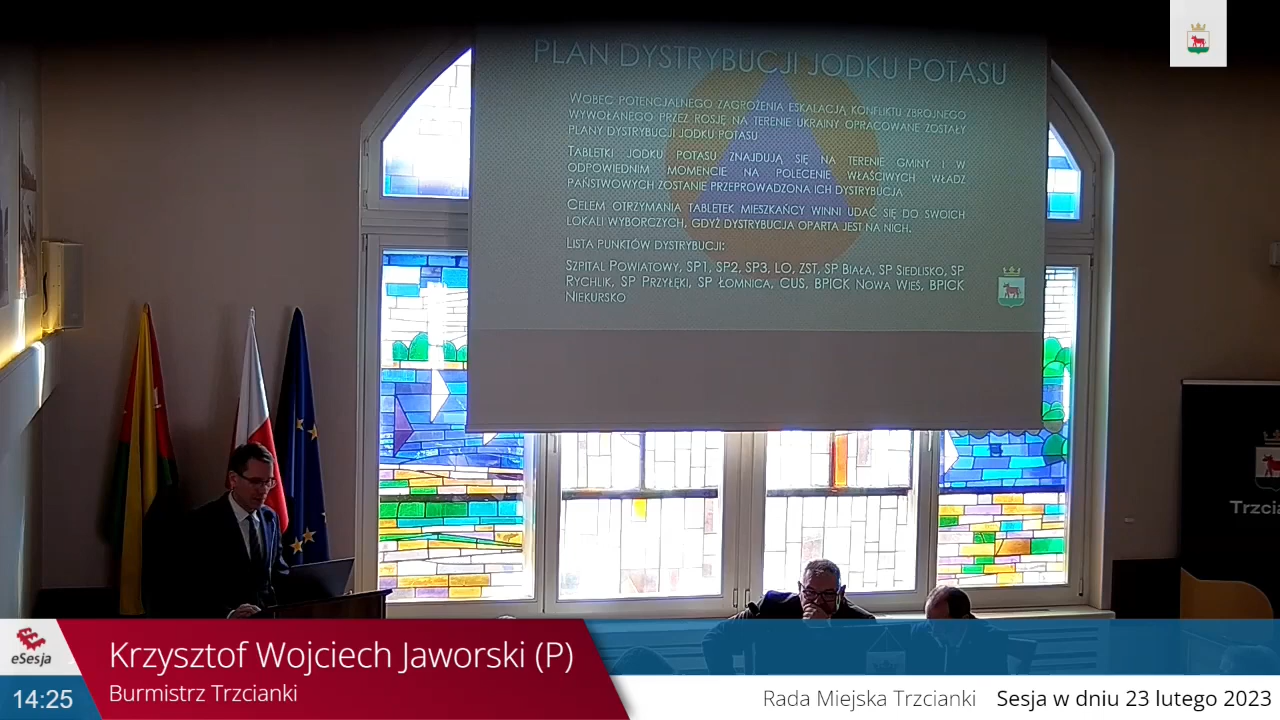 PLAN DYSTRYBUCJI JODKU POTASU
WOBEC POTENCJALNEGO ZAGROŻENIA ESKALACJĄ KONFLIKTU ZBROJNEGO
WYWOŁANEGO PRZEZ ROSJĘ NA TERENIE UKRAINY OPRACOWANE ZOSTAŁY
PLANY DYSTRYBUCJI JODKU POTASU
TABLETKI JODKU POTASU ZNAJDUJĄ SIĘ NA TERENIE GMINY I W
ODPOWIEDNIM MOMENCIE NA POLECENIE WŁAŚCIWYCH WŁADZ
PAŃSTWOWYCH ZOSTANIE PRZEPROWADZONA ICH DYSTRYBUCJA
CELEM OTRZYMANIA TABLETEK MIESZKAŃCY WINNI UDAĆ SIĘ DO SWOICH
LOKALI WYBORCZYCH, GDYŻ DYSTRYBUCJA OPARTA JEST NA NICH.
LISTA PUNKTÓW DYSTRYBUCJI:
SZPITAL POWIATOWY, SP1, SP2, SP3, LO, ZST, SP BIAŁA, SP SIEDLISKO, SP
RYCHLIK, SP PRZYŁĘKI, SP ŁOMNICA, CUS, BPICK NOWA WIEŚ, BPICK
NIEKURSKO
Trzcia
eSesja
14:25
Krzysztof Wojciech Jaworski (P)
Burmistrz Trzcianki
Rada Miejska Trzcianki Sesja w dniu 23 lutego 2023